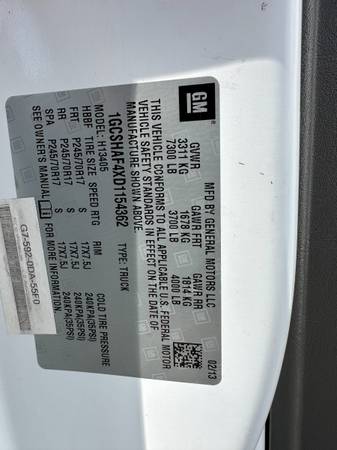 GM
MFD BY GENERAL MOTORS LLC
02/13
GVWR GAWR FRT GAWR RR
3311 KG 1678 KG 1814 KG
7300 LB 3700 LB 4000 LB
THIS VEHICLE CONFORMS TO ALL APPLICABLE U.S. FEDERAL MOTOR
VEHICLE SAFETY STANDARDS IN EFFECT ON THE DATE OF
MANUFACTURE SHOWN ABOVE.
1GCSHAF4XD1154362 TYPE: TRUCK
MODEL: H13405
HBBF TIRE SIZE SPEED RTG RIM COLD TIRE PRESSURE
FRT P245/70R17 S 17X7.5J 240KPA(35PSI)
RR P245/70R17 S 17X7.5J 240KPA(35PSI)
SPA P245/70R17 S 17X7.5J 240KPA(35PSI)
SEE OWNER'S MANUAL FOR MORE INFORMATION.
G7-592-0DA-55F0